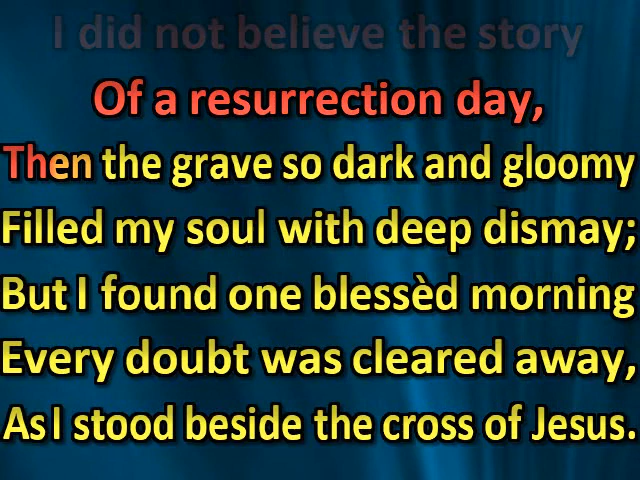 I did not believe the story
Of a resurrection day,
Then the grave so dark and gloomy
Filled my soul with deep dismay;
But I found one blessèd morning
Every doubt was cleared away,
As I stood beside the cross of Jesus.